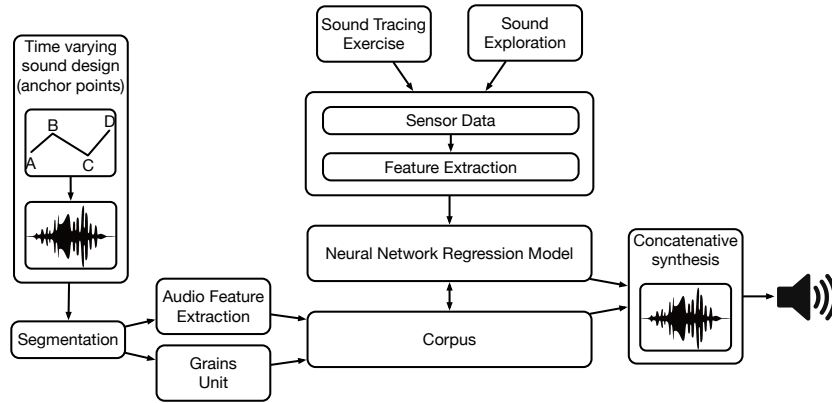 Time varying
sound design
(anchor points)
A
B
C
D
Sound Tracing
Exercise
Sound
Exploration
Sensor Data
Feature Extraction
Neural Network Regression Model
Concatenative
synthesis
Segmentation
Audio Feature
Extraction
Grains
Unit
Corpus